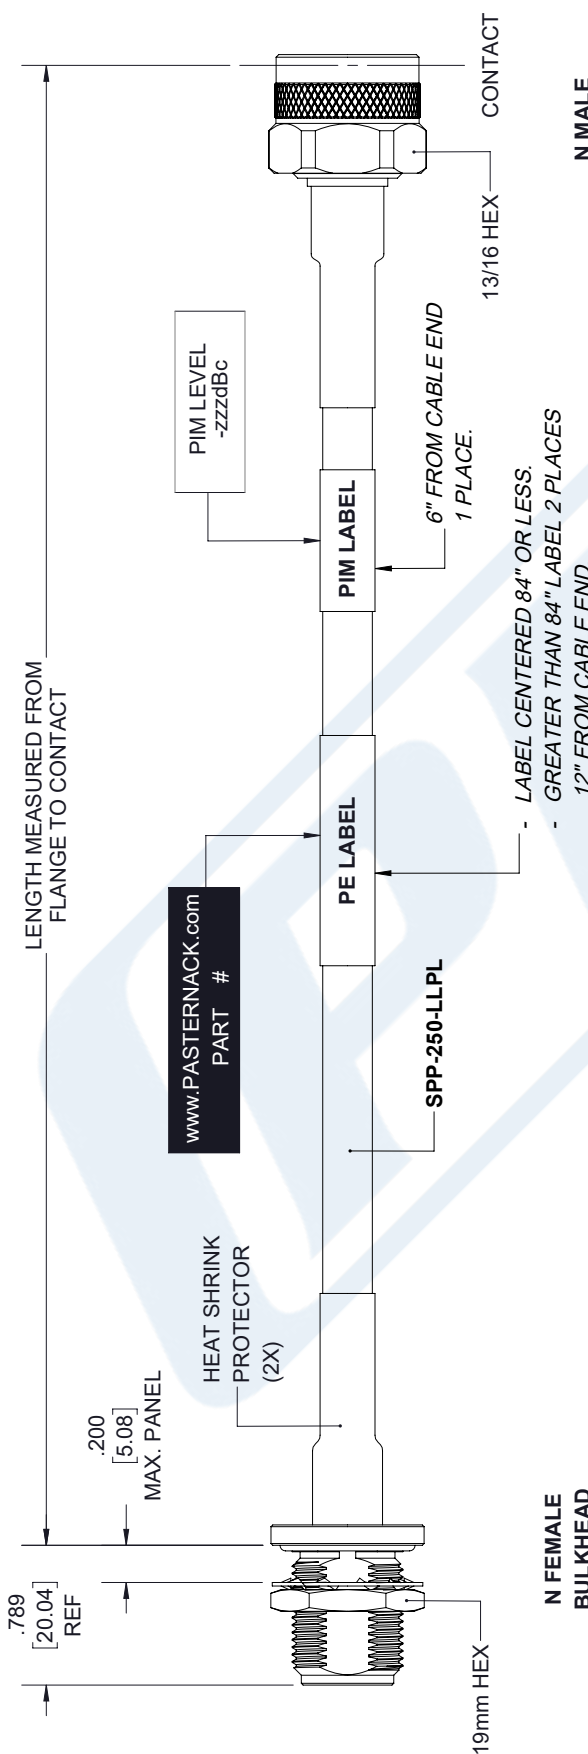 .789
[20.04]
REF
.200
[5.08]
MAX. PANEL
LENGTH MEASURED FROM
FLANGE TO CONTACT
HEAT SHRINK
PROTECTOR
(2X)
www.PASTERNACK.com
PART #
PIM LEVEL
-zzzdBc
PE LABEL
PIM LABEL
SPP-250-LLPL
6" FROM CABLE END
1 PLACE.
- LABEL CENTERED 84" OR LESS.
- GREATER THAN 84" LABEL 2 PLACES
12" FROM CABLE END
19mm HEX
13/16 HEX
CONTACT
N FEMALE
BULKHEAD
N MALE